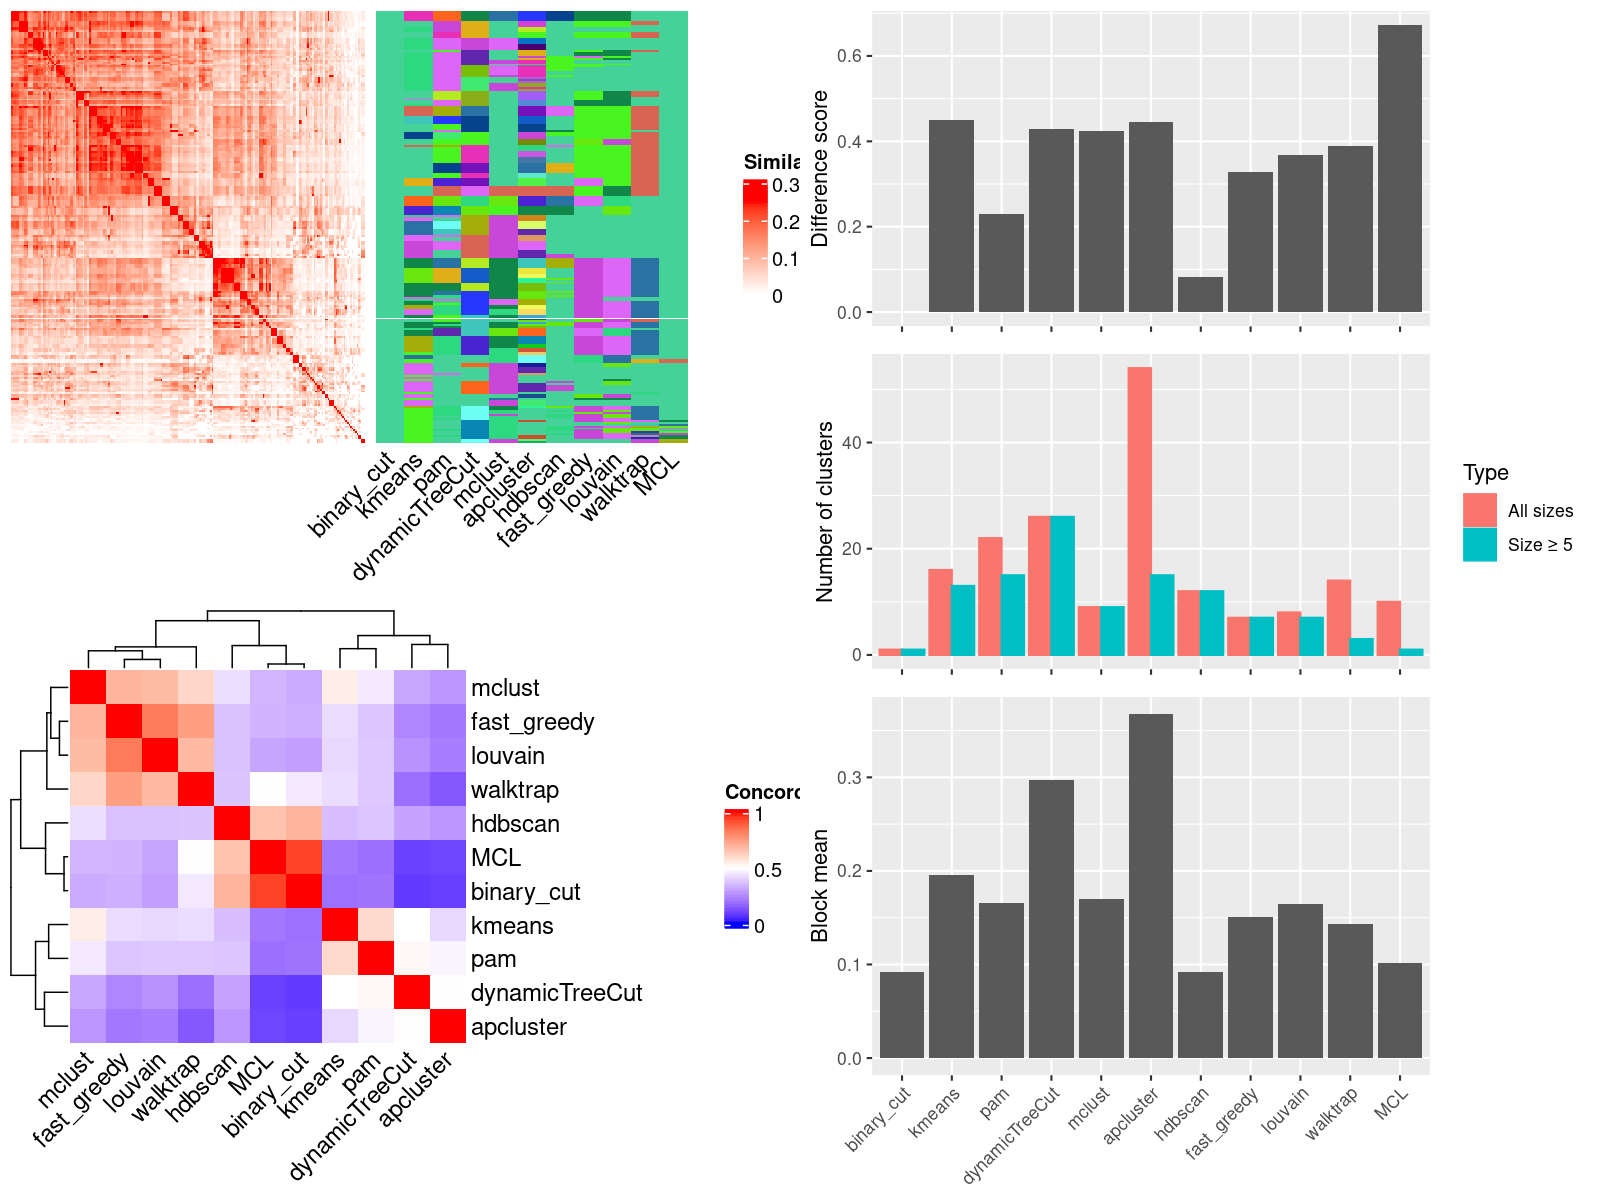 Simila
0.3
0.2
0.1
0
binary_cut
kmeans
pam
dynamicTreeCut
mclust
apcluster
hdbscan
fast_greedy
louvain
walktrap
MCL
mclust
fast_greedy
louvain
walktrap
hdbscan
MCL
binary_cut
kmeans
pam
dynamicTreeCut
apcluster
Concord
1
0.5
0
mclust
fast_greedy
louvain
walktrap
hdbscan
MCL
binary_cut
kmeans
pam
dynamicTreeCut
apcluster
Difference score
0.6
0.4
0.2
0.0
Number of clusters
40
20
0
Type
All sizes
Size ≥ 5
Block mean
0.3
0.2
0.1
0.0
binary_cut
kmeans
pam
dynamicTreeCut
mclust
apcluster
hdbscan
fast_greedy
louvain
walktrap
MCL